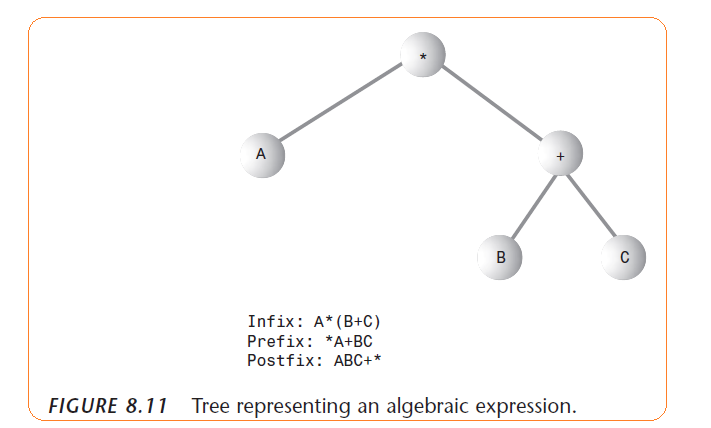 *
A
+
B
C
Infix: A*(B+C)
Prefix: *A+BC
Postfix: ABC+*
FIGURE 8.11 Tree representing an algebraic expression.